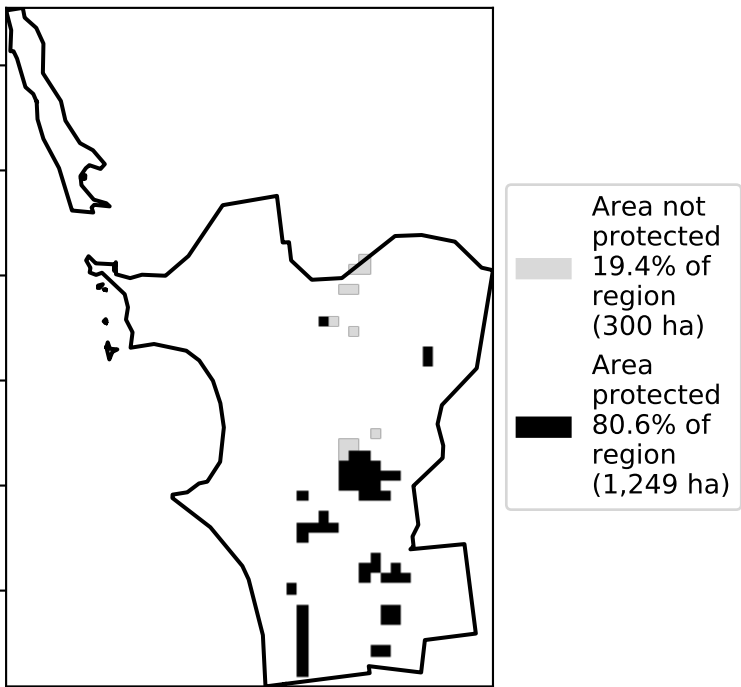 Area not
protected
19.4% of
region
(300 ha)
Area
protected
80.6% of
region
(1,249 ha)